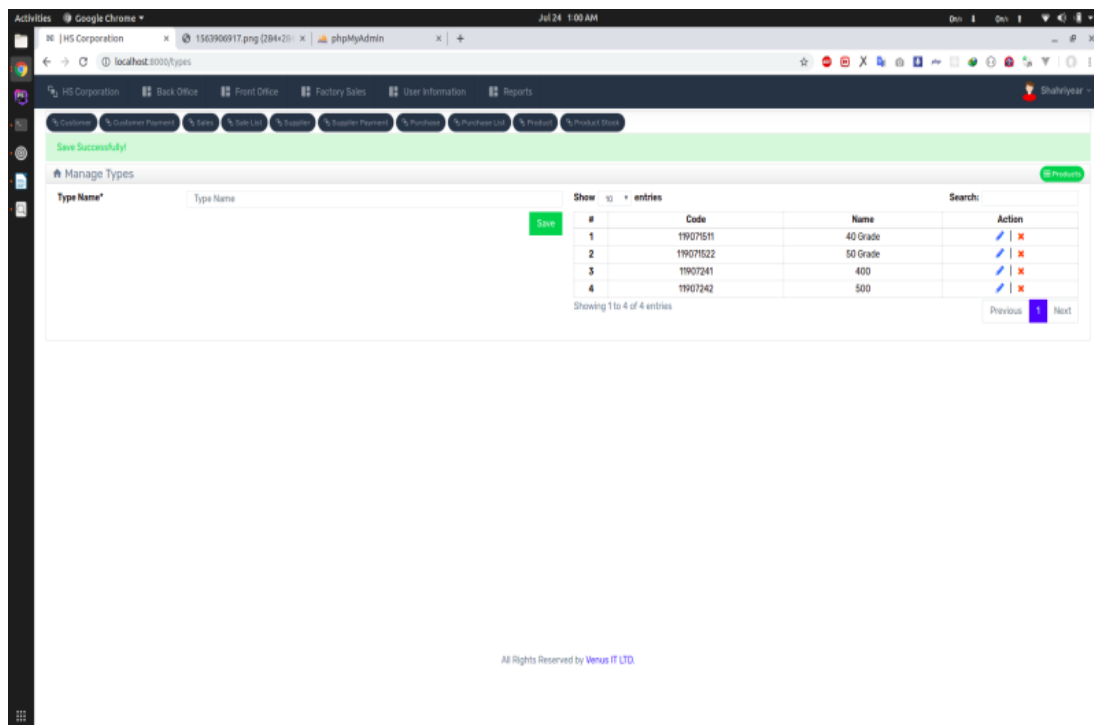 Activities Google Chrome Jul 24 1:00 AM
HS Corporation 1563906917.png (284×28 phpMyAdmin
localhost:8000/types
HS Corporation Back Office Front Office Factory Sales User Information Reports Shahriyear
Customer Customer Payment Sales Sale List Supplier Supplier Payment Purchase Purchase List Product Product Stock
Save Successfully!
Manage Types Products
Type Name* Type Name Save
Show 10 entries Search:
# Code Name Action
1 119071511 40 Grade
2 119071522 50 Grade
3 11907241 400
4 11907242 500
Showing 1 to 4 of 4 entries Previous 1 Next
All Rights Reserved by Venus IT LTD.